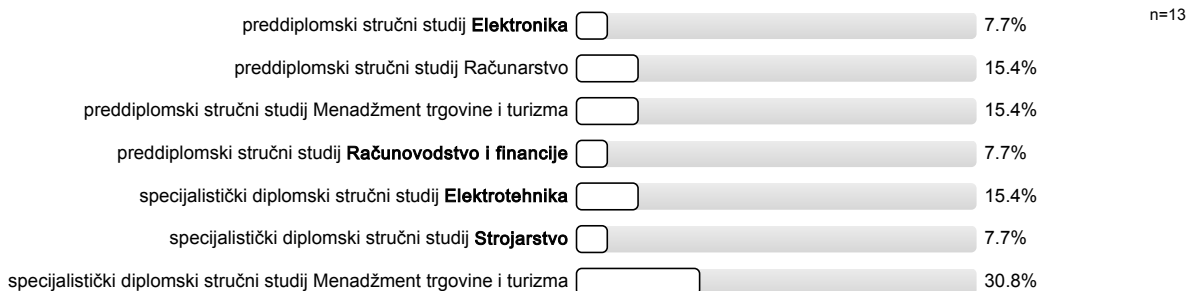 preddiplomski stručni studij Elektronika 7.7% n=13
preddiplomski stručni studij Računarstvo 15.4%
preddiplomski stručni studij Menadžment trgovine i turizma 15.4%
preddiplomski stručni studij Računovodstvo i financije 7.7%
specijalistički diplomski stručni studij Elektrotehnika 15.4%
specijalistički diplomski stručni studij Strojarstvo 7.7%
specijalistički diplomski stručni studij Menadžment trgovine i turizma 30.8%